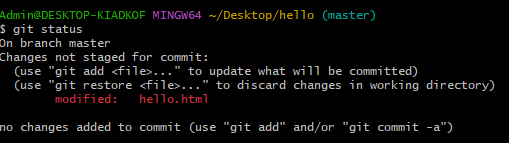 Admin@DESKTOP-KIADKOF MINGW64 ~/Desktop/hello (master)
$ git status
On branch master
Changes not staged for commit:
  (use "git add <file>..." to update what will be committed)
  (use "git restore <file>..." to discard changes in working directory)
        modified:   hello.html

no changes added to commit (use "git add" and/or "git commit -a")